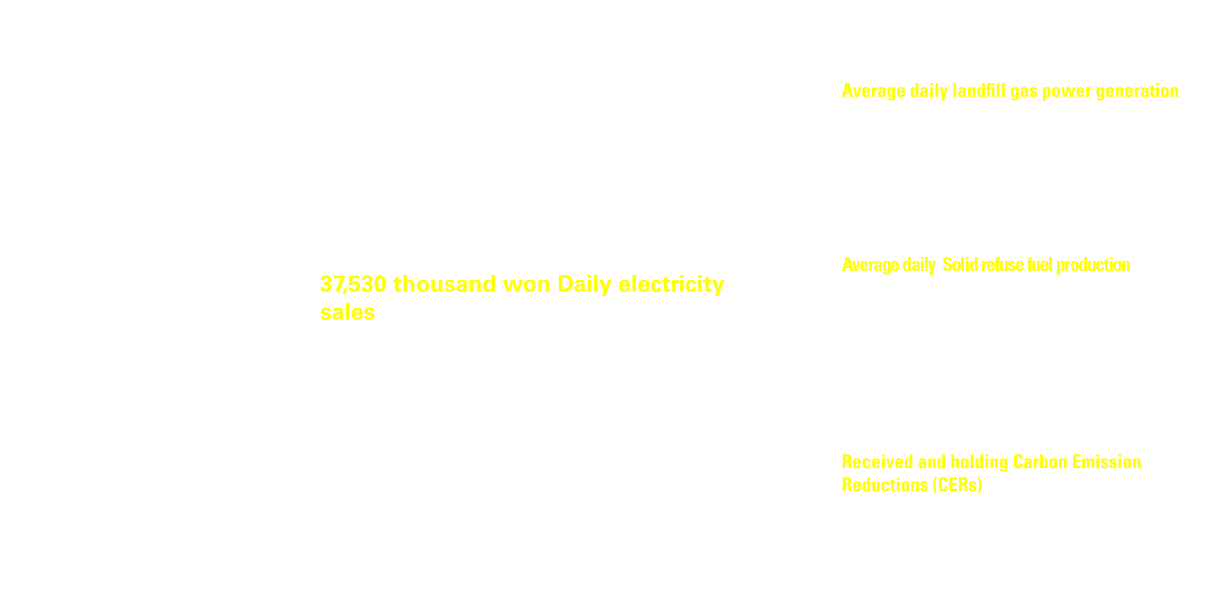 Average daily landfill gas power generation
Average daily Solid refuse fuel production
37,530 thousand won Daily electricity
sales
Received and holding Carbon Emission
Reductions (CERs)